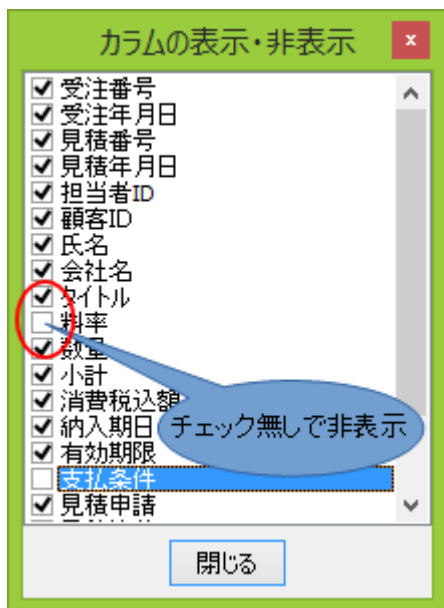 カラムの表示・非表示
x
受注番号
受注年月日
見積番号
見積年月日
担当者ID
顧客ID
氏名
会社名
タイトル
料率
数量
小計
消費税込額
納入期日
有効期限
支払条件
見積申請
チェック無しで非表示
閉じる